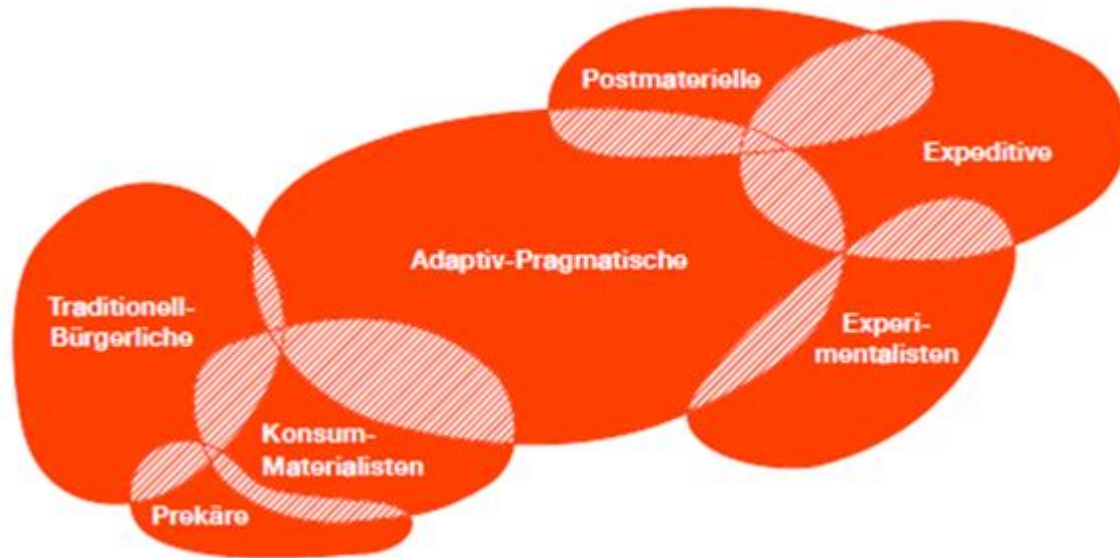 Postmaterielle
Expeditive
Adaptiv-Pragmatische
Traditionell-
Bürgerliche
Experi-
mentalisten
Konsum-
Materialisten
Prekäre